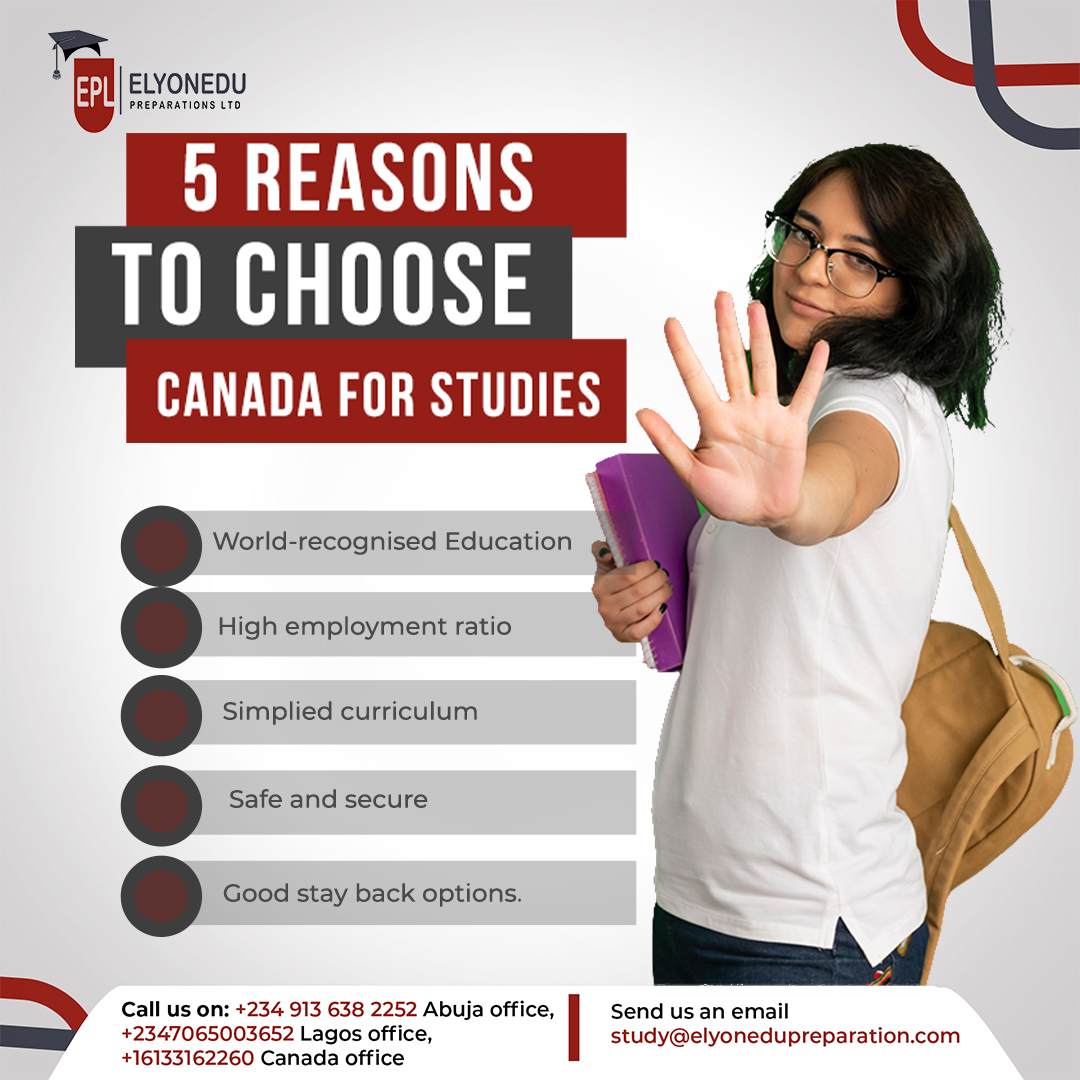 EPL
ELYONEDU
PREPARATIONS LTD
5 REASONS
TO CHOOSE
CANADA FOR STUDIES
World-recognised Education
High employment ratio
Simplied curriculum
Safe and secure
Good stay back options.
Call us on: +234 913 638 2252 Abuja office,
+2347065003652 Lagos office,
+16133162260 Canada office
Send us an email
study@elyonedupreparation.com